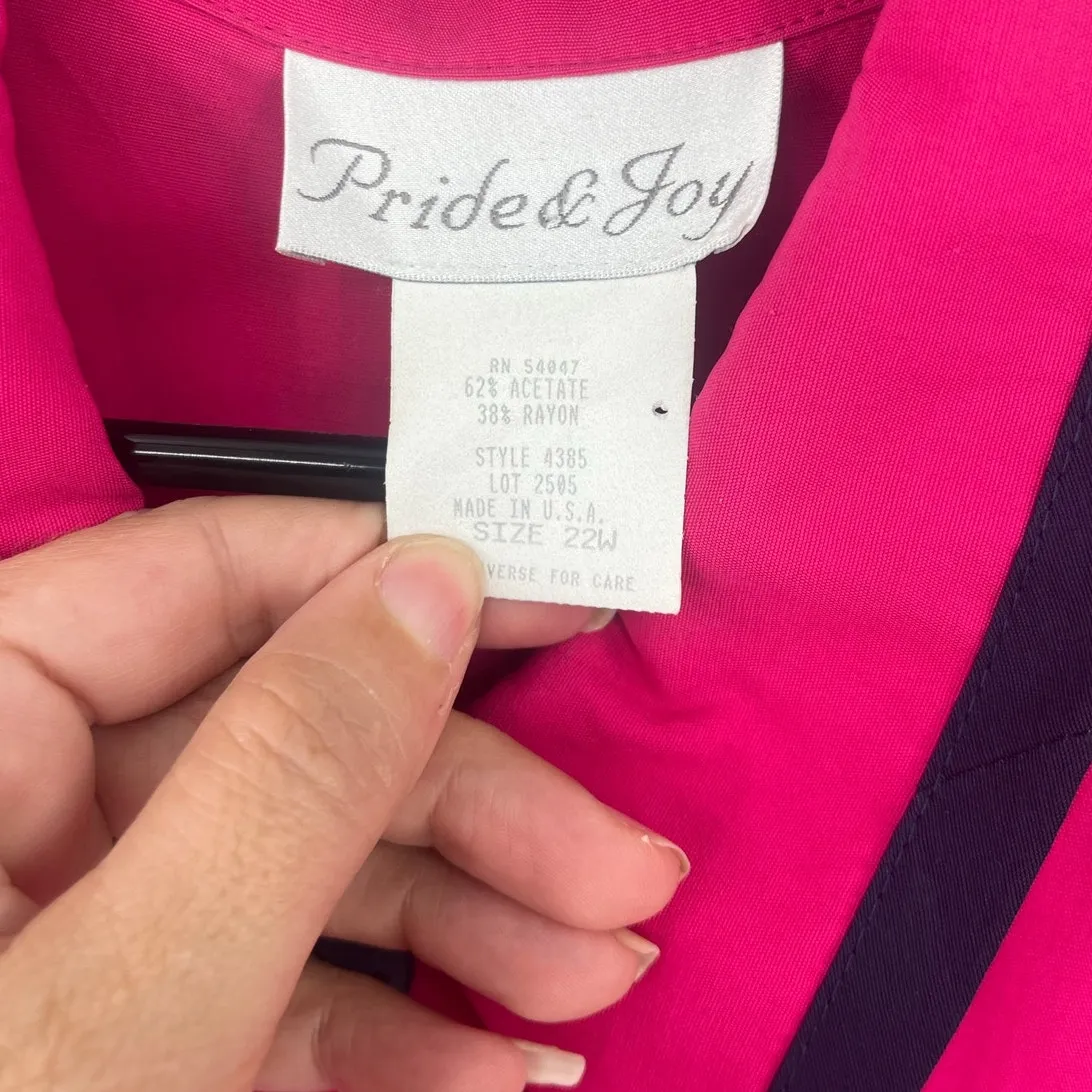 Pride & Joy
RN 54047
62% ACETATE
38% RAYON
STYLE 4385
LOT 2505
MADE IN U.S.A.
SIZE 22W
VERSE FOR CARE